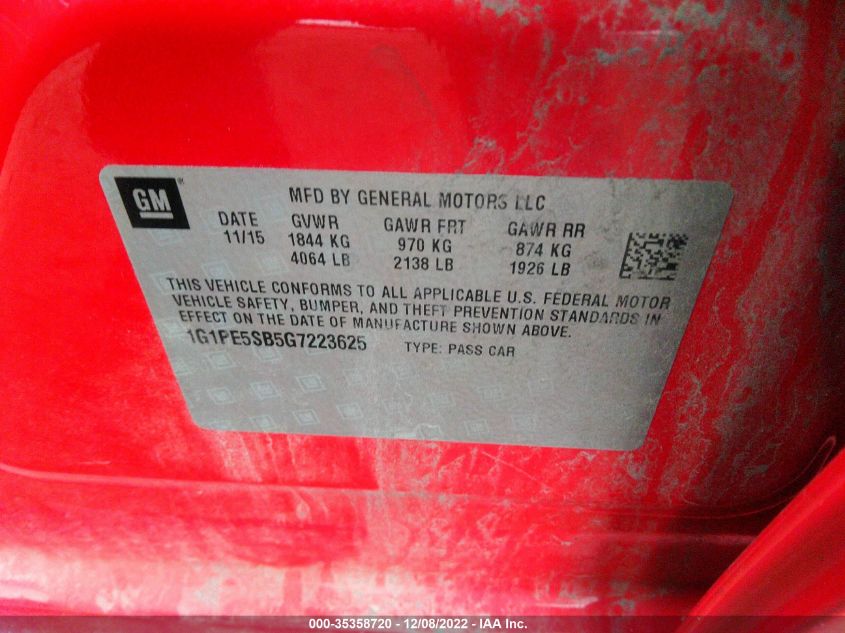 GM®
MFD BY GENERAL MOTORS LLC
DATE GVWR GAWR FRT GAWR RR
11/15 1844 KG 970 KG 874 KG
4064 LB 2138 LB 1926 LB
THIS VEHICLE CONFORMS TO ALL APPLICABLE U.S. FEDERAL MOTOR
VEHICLE SAFETY, BUMPER, AND THEFT PREVENTION STANDARDS IN
EFFECT ON THE DATE OF MANUFACTURE SHOWN ABOVE.
1G1PE5SB5G7223625 TYPE: PASS CAR
000-35358720 - 12/08/2022 - IAA Inc.